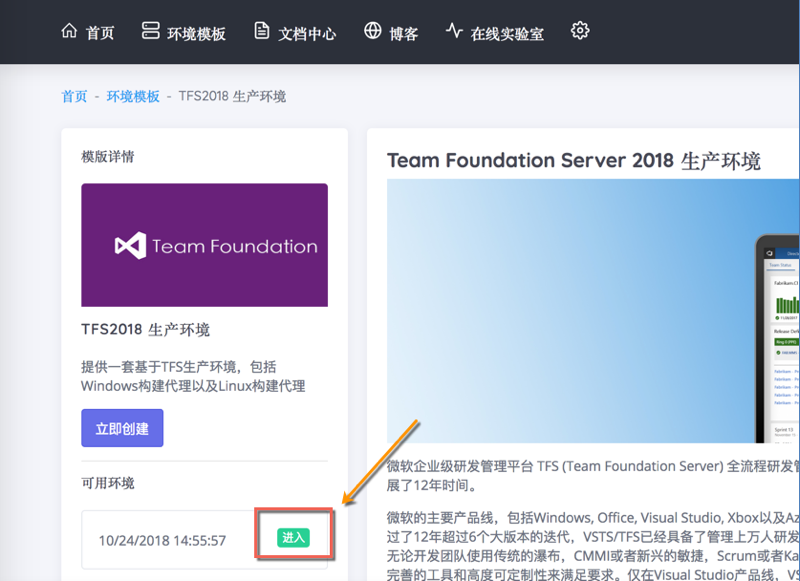 首页 环境模板 文档中心 博客 在线实验室
首页 - 环境模板 - TFS2018 生产环境
模版详情
Team Foundation
TFS2018 生产环境
提供一套基于TFS生产环境，包括
Windows构建代理以及Linux构建代理
立即创建
可用环境
10/24/2018 14:55:57 进入
Team Foundation Server 2018 生产环境
微软企业级研发管理平台 TFS (Team Foundation Server) 全流程研发管
展了12年时间。
微软的主要产品线，包括Windows, Office, Visual Studio, Xbox以及Az
过了12年超过6个大版本的迭代，VSTS/TFS已经具备了管理上万人研发
无论开发团队使用传统的瀑布，CMMI或者新兴的敏捷，Scrum或者Ka
完善的工具和高度可定制性来满足要求。仅在Visual Studio产品线，VS